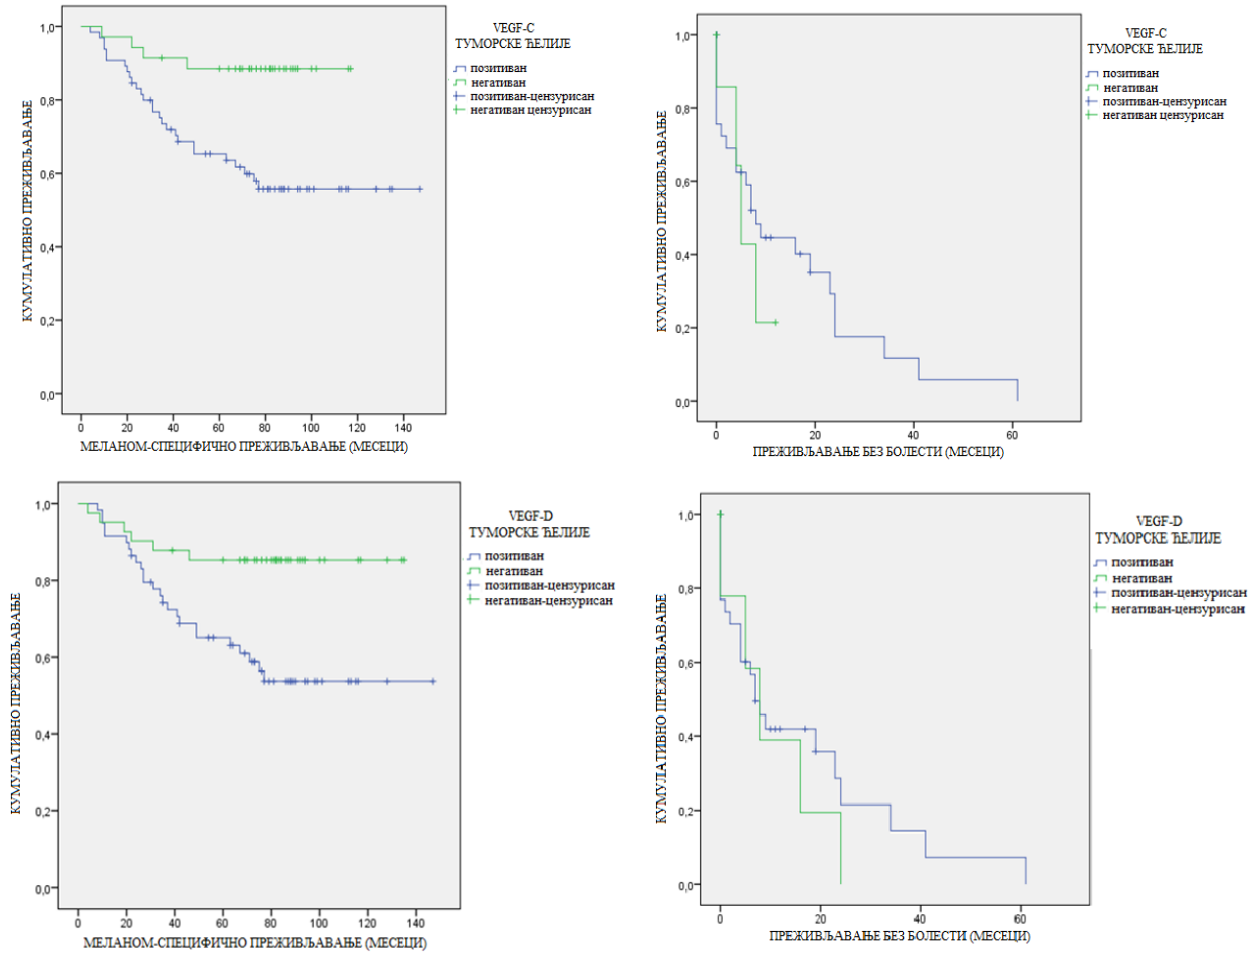 VEGF-C
ТУМОРСКЕ ЋЕЛИЈЕ
позитиван
негативан
позитиван-цензурисан
негативан цензурисан
КУМУЛАТИВНО ПРЕЖИВЉАВАЊЕ
1,0
0,8
0,6
0,4
0,2
0,0
0 20 40 60 80 100 120 140
МЕЛАНОМ-СПЕЦИФИЧНО ПРЕЖИВЉАВАЊЕ (МЕСЕЦИ)
VEGF-C
ТУМОРСКЕ ЋЕЛИЈЕ
позитиван
негативан
позитиван-цензурисан
негативан цензурисан
КУМУЛАТИВНО ПРЕЖИВЉАВАЊЕ
1,0
0,8
0,6
0,4
0,2
0,0
0 20 40 60
ПРЕЖИВЉАВАЊЕ БЕЗ БОЛЕСТИ (МЕСЕЦИ)
VEGF-D
ТУМОРСКЕ ЋЕЛИЈЕ
позитиван
негативан
позитиван-цензурисан
негативан-цензурисан
КУМУЛАТИВНО ПРЕЖИВЉАВАЊЕ
1,0
0,8
0,6
0,4
0,2
0,0
0 20 40 60 80 100 120 140
МЕЛАНОМ-СПЕЦИФИЧНО ПРЕЖИВЉАВАЊЕ (МЕСЕЦИ)
VEGF-D
ТУМОРСКЕ ЋЕЛИЈЕ
позитиван
негативан
позитиван-цензурисан
негативан-цензурисан
КУМУЛАТИВНО ПРЕЖИВЉАВАЊЕ
1,0
0,8
0,6
0,4
0,2
0,0
0 20 40 60
ПРЕЖИВЉАВАЊЕ БЕЗ БОЛЕСТИ (МЕСЕЦИ)